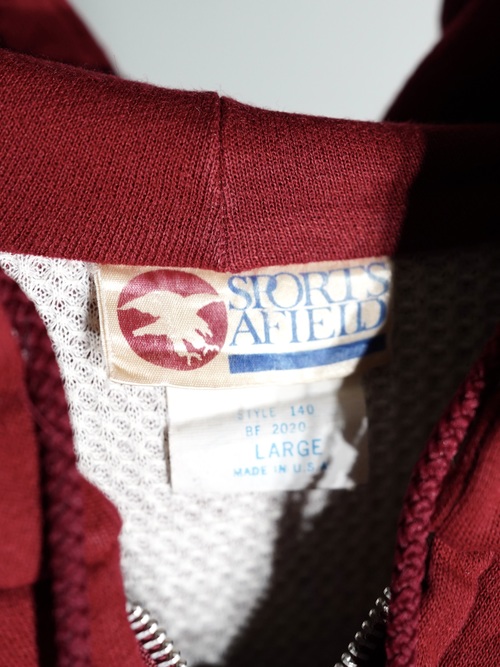 SPORTS
AFIELD
STYLE 140
BF 2020
LARGE
MADE IN U.S.A